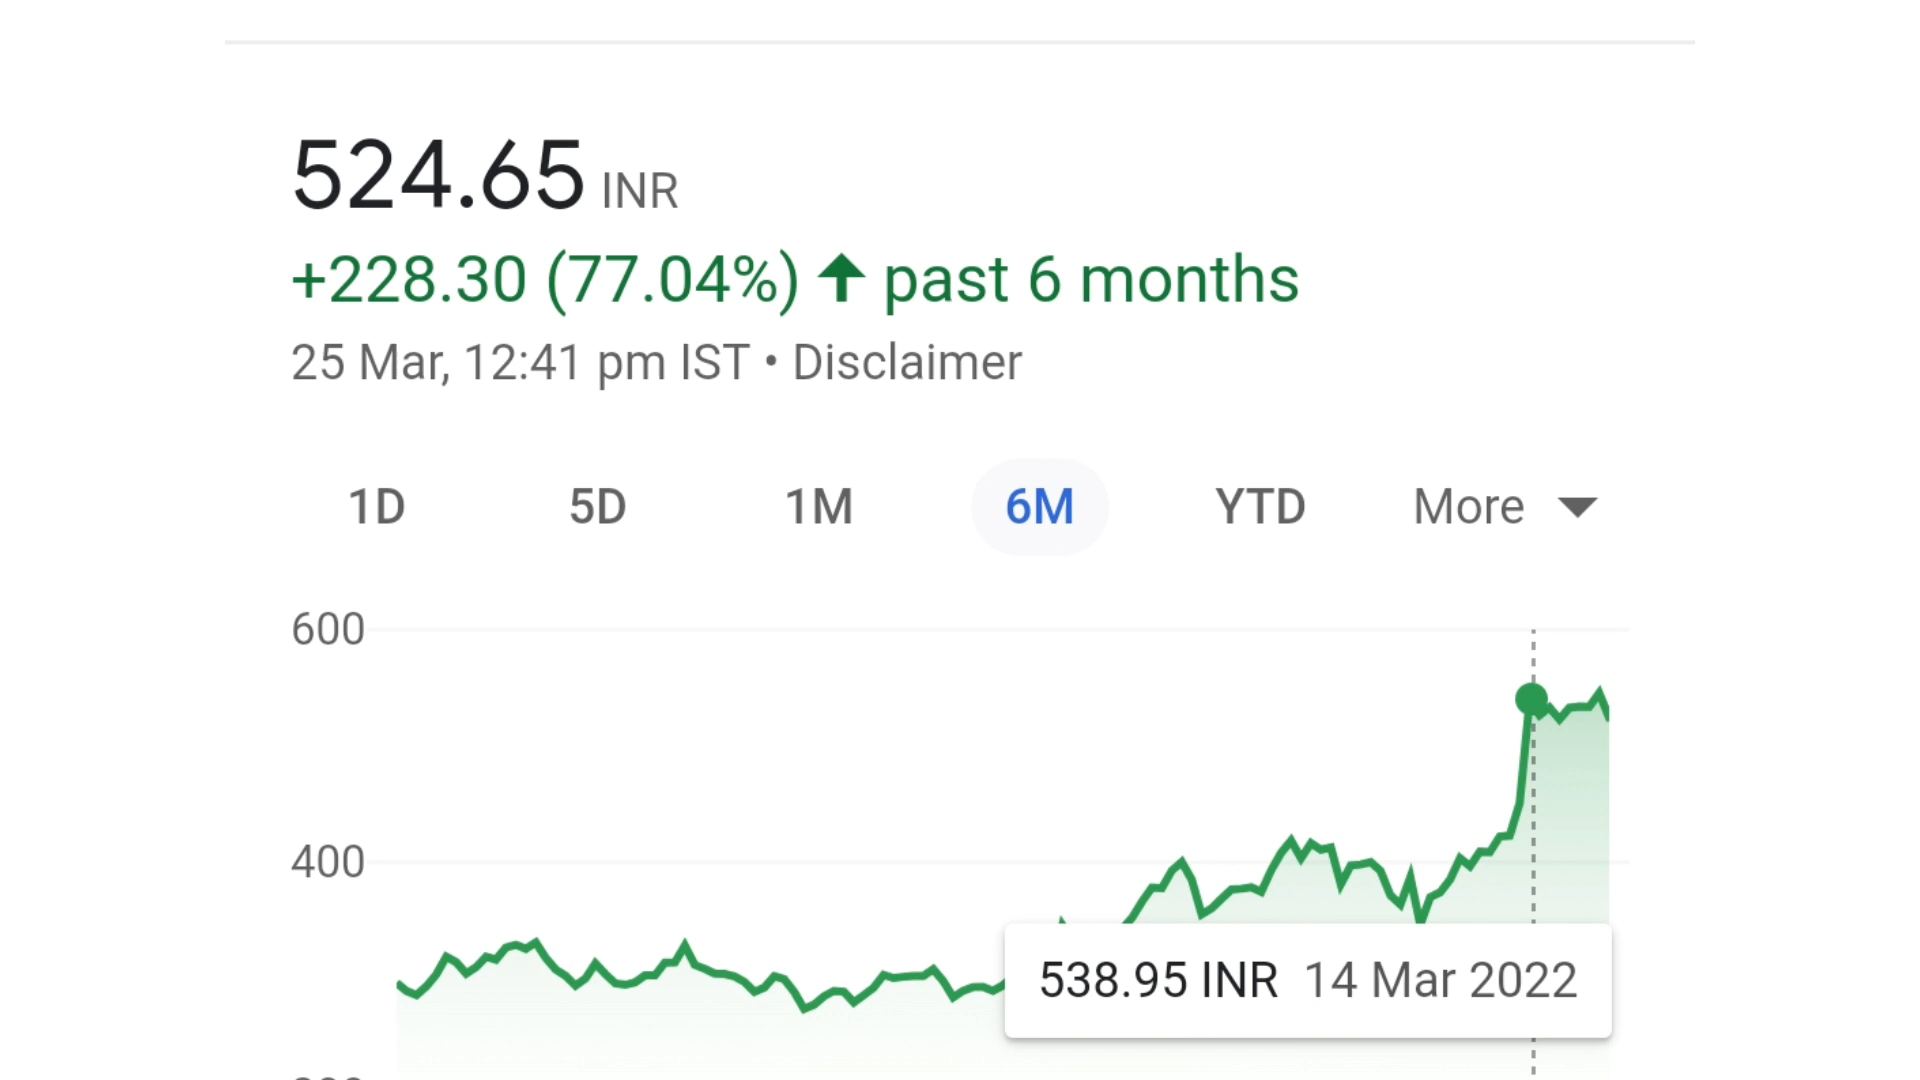 524.65 INR
+228.30 (77.04%) ↑ past 6 months
25 Mar, 12:41 pm IST • Disclaimer
1D 5D 1M 6M YTD More
600
400
538.95 INR 14 Mar 2022